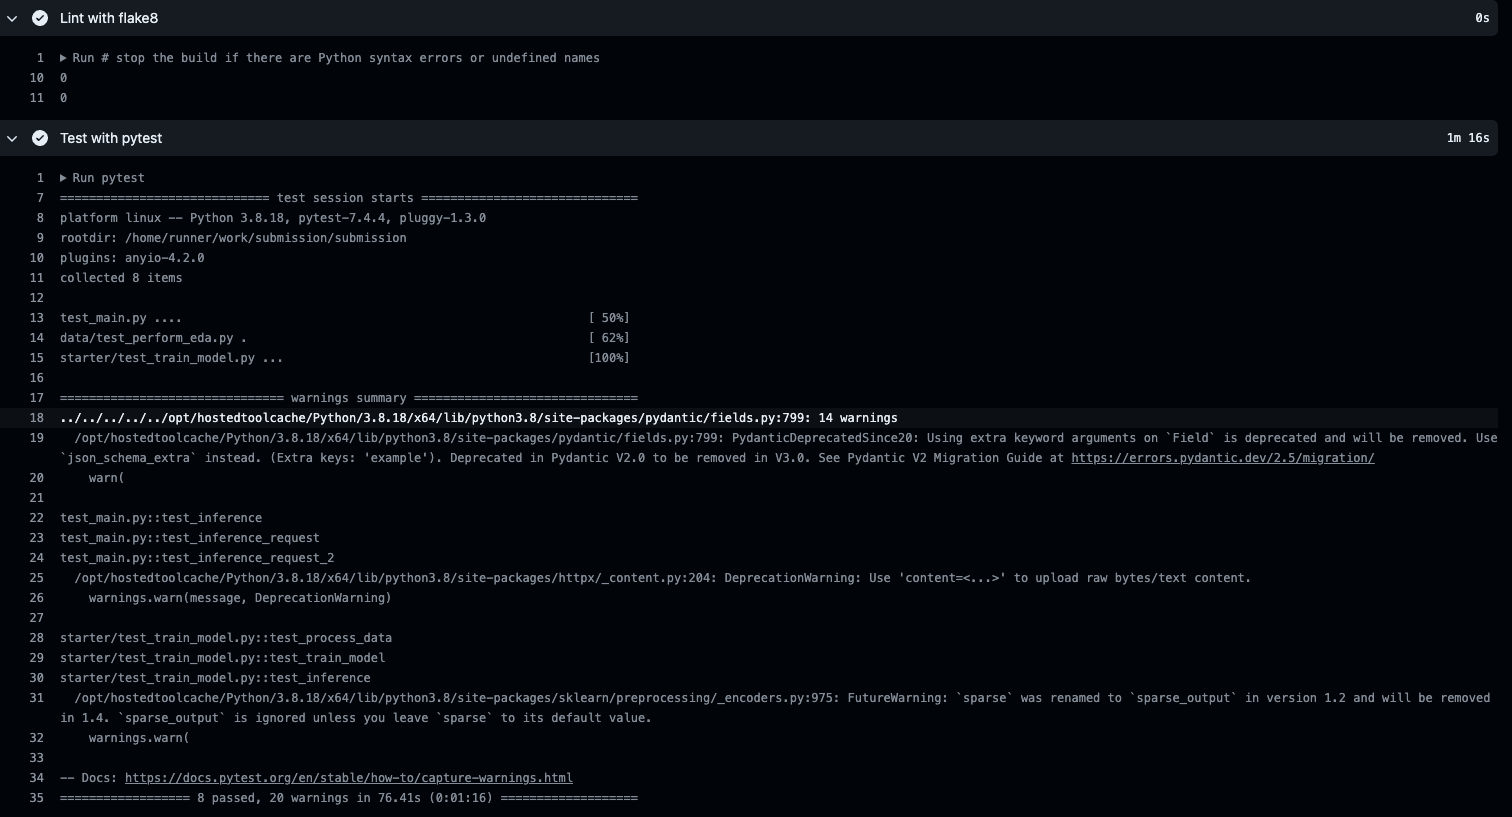 Lint with flake8 0s
1 ▶ Run # stop the build if there are Python syntax errors or undefined names
10 0
11 0
Test with pytest 1m 16s
1 ▶ Run pytest
7 ============================= test session starts ==============================
8 platform linux -- Python 3.8.18, pytest-7.4.4, pluggy-1.3.0
9 rootdir: /home/runner/work/submission/submission
10 plugins: anyio-4.2.0
11 collected 8 items
12
13 test_main.py .... [ 50%]
14 data/test_perform_eda.py . [ 62%]
15 starter/test_train_model.py ... [100%]
16
17 =============================== warnings summary ===============================
18 ../../../../../opt/hostedtoolcache/Python/3.8.18/x64/lib/python3.8/site-packages/pydantic/fields.py:799: 14 warnings
19 /opt/hostedtoolcache/Python/3.8.18/x64/lib/python3.8/site-packages/pydantic/fields.py:799: PydanticDeprecatedSince20: Using extra keyword arguments on `Field` is deprecated and will be removed. Use
`json_schema_extra` instead. (Extra keys: 'example'). Deprecated in Pydantic V2.0 to be removed in V3.0. See Pydantic V2 Migration Guide at https://errors.pydantic.dev/2.5/migration/
20 warn(
21
22 test_main.py::test_inference
23 test_main.py::test_inference_request
24 test_main.py::test_inference_request_2
25 /opt/hostedtoolcache/Python/3.8.18/x64/lib/python3.8/site-packages/httpx/_content.py:204: DeprecationWarning: Use 'content=<...>' to upload raw bytes/text content.
26 warnings.warn(message, DeprecationWarning)
27
28 starter/test_train_model.py::test_process_data
29 starter/test_train_model.py::test_train_model
30 starter/test_train_model.py::test_inference
31 /opt/hostedtoolcache/Python/3.8.18/x64/lib/python3.8/site-packages/sklearn/preprocessing/_encoders.py:975: FutureWarning: `sparse` was renamed to `sparse_output` in version 1.2 and will be removed
in 1.4. `sparse_output` is ignored unless you leave `sparse` to its default value.
32 warnings.warn(
33
34 -- Docs: https://docs.pytest.org/en/stable/how-to/capture-warnings.html
35 ================== 8 passed, 20 warnings in 76.41s (0:01:16) ===================